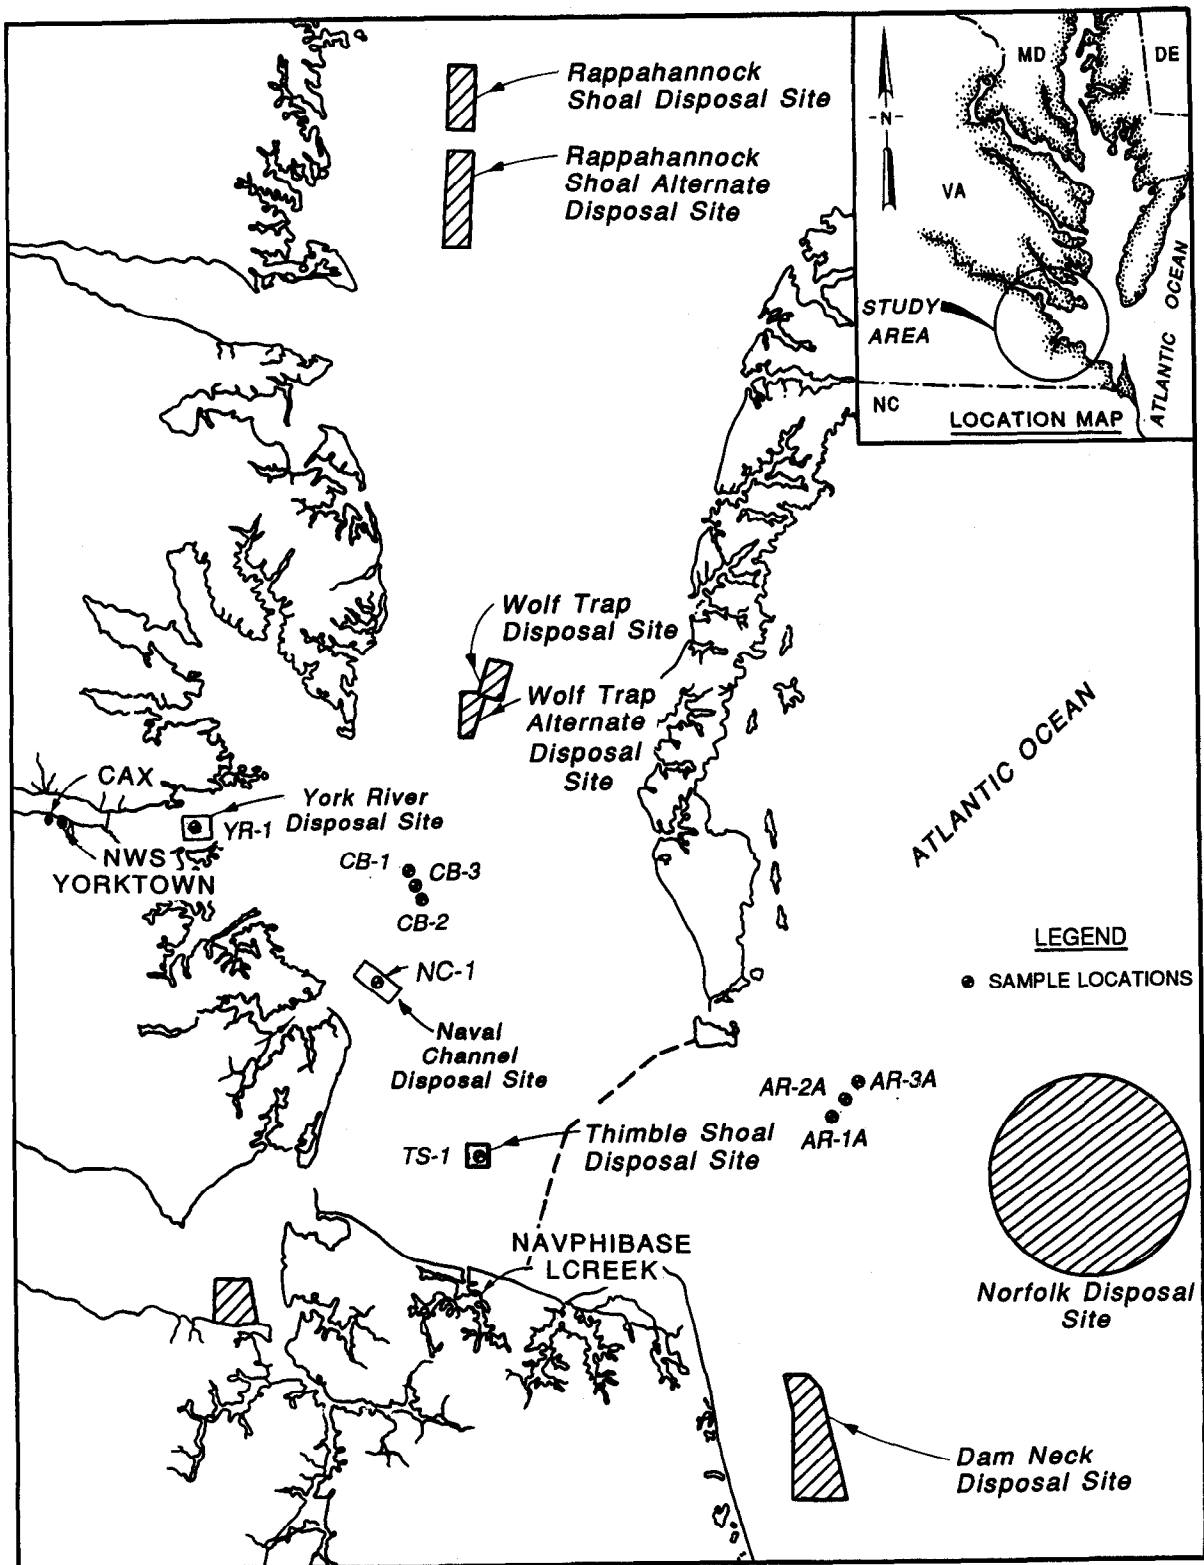 Rappahannock
Shoal Disposal Site
Rappahannock
Shoal Alternate
Disposal Site
MD
DE
-N-
VA
STUDY
AREA
NC
LOCATION MAP
ATLANTIC OCEAN
Wolf Trap
Disposal Site
Wolf Trap
Alternate
Disposal
Site
ATLANTIC OCEAN
CAX
York River
Disposal Site
YR-1
NWS
YORKTOWN
CB-1
CB-3
CB-2
NC-1
Naval
Channel
Disposal Site
LEGEND
SAMPLE LOCATIONS
AR-2A
AR-3A
AR-1A
TS-1
Thimble Shoal
Disposal Site
NAVPHIBASE
LCREEK
Norfolk Disposal
Site
Dam Neck
Disposal Site